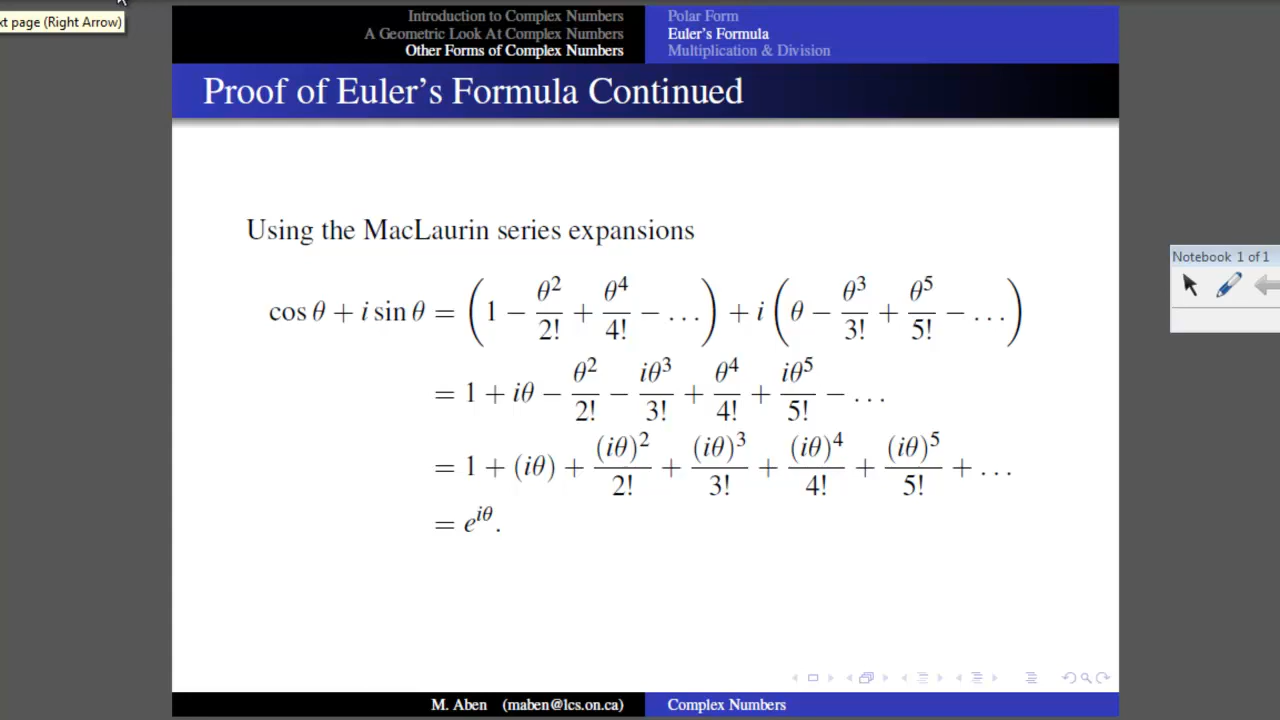 xt page (Right Arrow)
Introduction to Complex Numbers
A Geometric Look At Complex Numbers
Other Forms of Complex Numbers
Polar Form
Euler's Formula
Multiplication & Division
Proof of Euler's Formula Continued
Using the MacLaurin series expansions
cos θ + i sin θ = (1 − θ²/2! + θ⁴/4! − …) + i (θ − θ³/3! + θ⁵/5! − …)
= 1 + iθ − θ²/2! − iθ³/3! + θ⁴/4! + iθ⁵/5! − …
= 1 + (iθ) + (iθ)²/2! + (iθ)³/3! + (iθ)⁴/4! + (iθ)⁵/5! + …
= e^{iθ}.
Notebook 1 of 1
M. Aben (maben@lcs.on.ca)
Complex Numbers